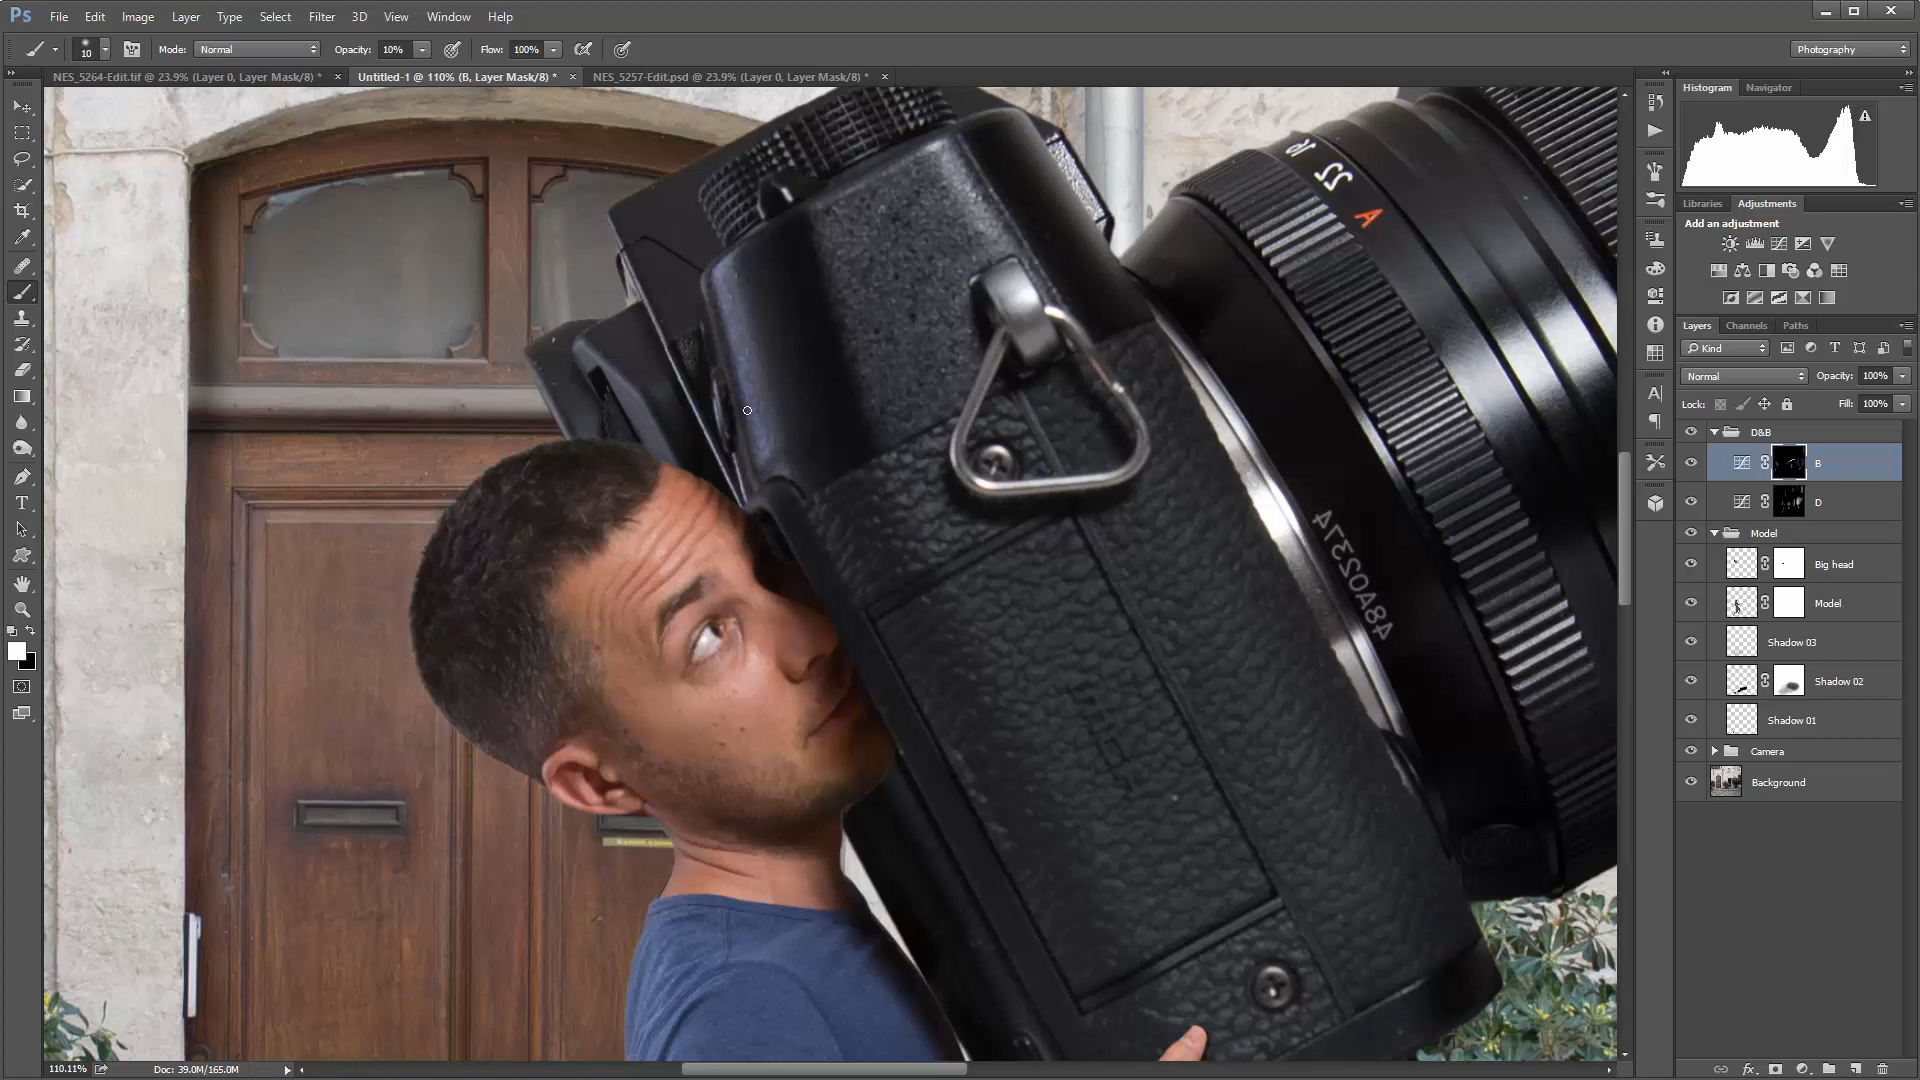 Ps File Edit Image Layer Type Select Filter 3D View Window Help
10 Mode: Normal Opacity: 10% Flow: 100% Photography
NES_5264-Edit.tif @ 23.9% (Layer 0, Layer Mask/8) * × Untitled-1 @ 110% (B, Layer Mask/8) * × NES_5257-Edit.psd @ 23.9% (Layer 0, Layer Mask/8) * ×
Histogram Navigator
Libraries Adjustments
Add an adjustment
Layers Channels Paths
Kind
Normal Opacity: 100%
Lock: Fill: 100%
D&B
B
D
Model
Big head
Model
Shadow 03
Shadow 02
Shadow 01
Camera
Background
R
22
A
48A02374
110.11% Doc: 39.0M/165.0M